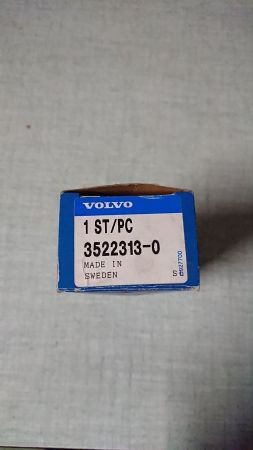 VOLVO
1 ST/PC
3522313-0
MADE IN
SWEDEN
S